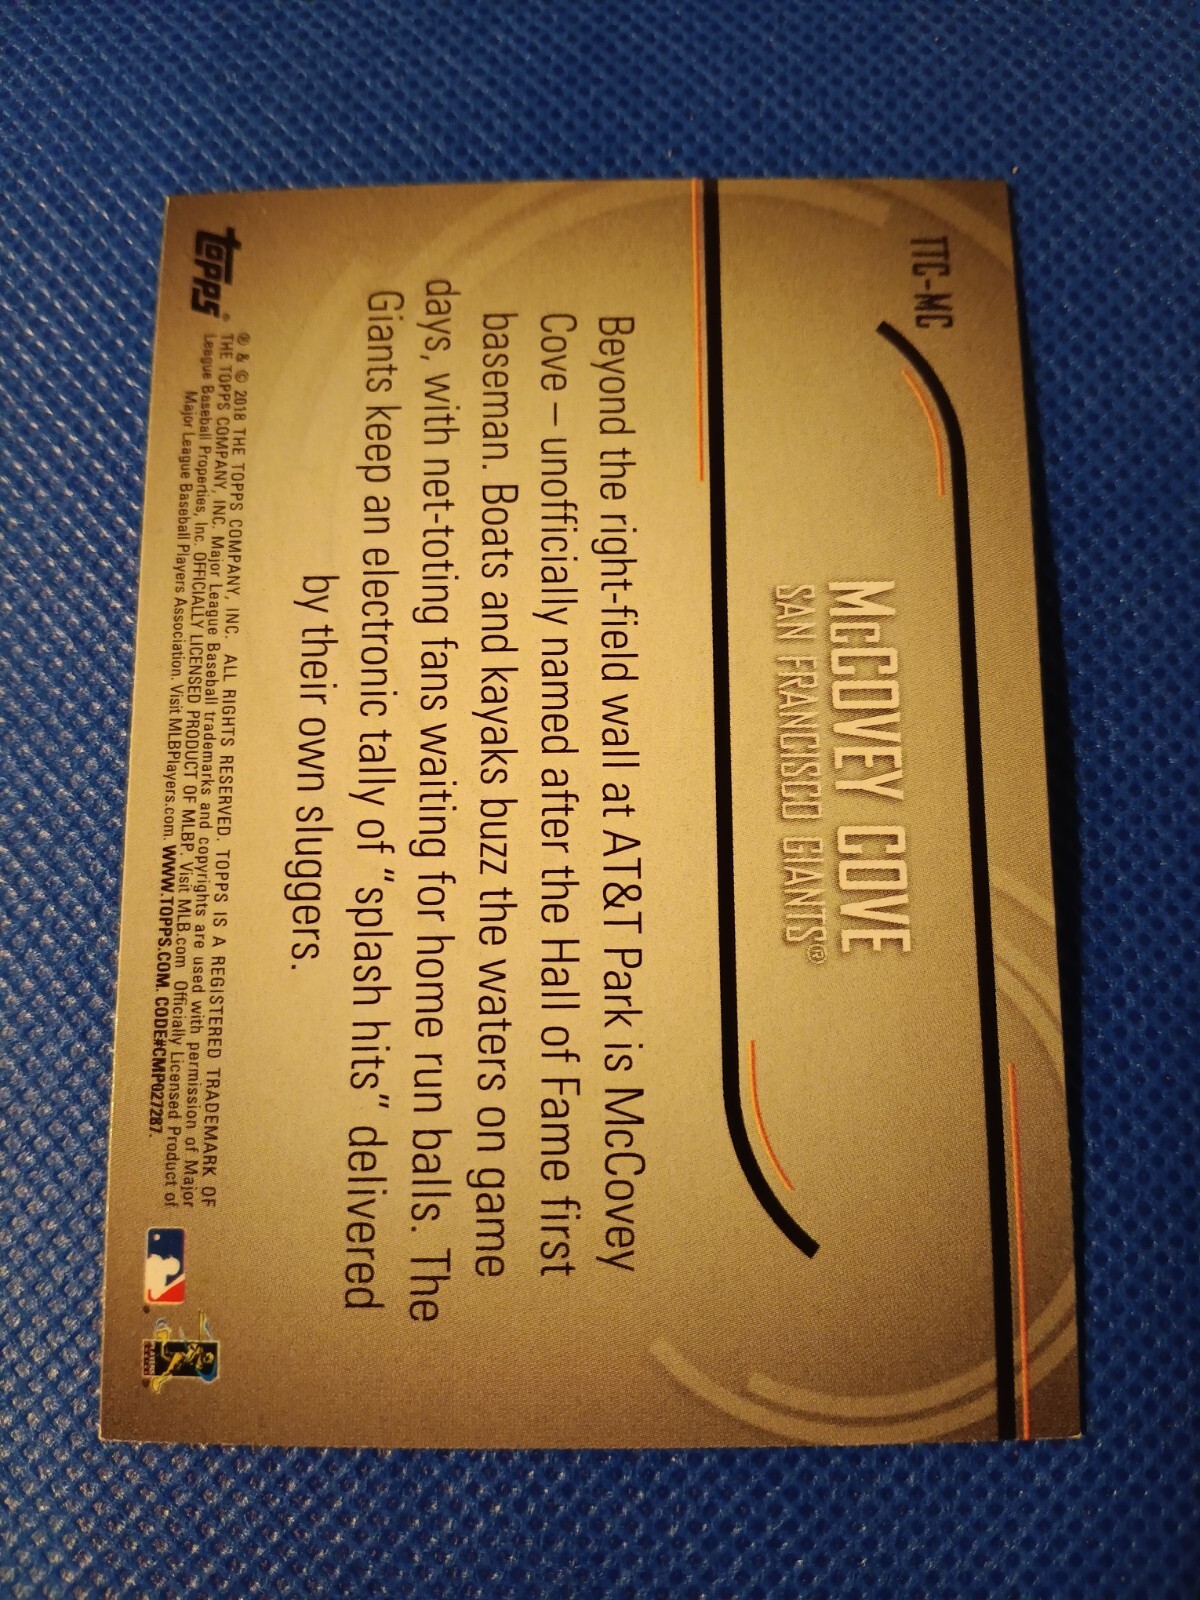 TTC-MC
McCOVEY COVE
SAN FRANCISCO GIANTS®
Beyond the right-field wall at AT&T Park is McCovey
Cove – unofficially named after the Hall of Fame first
baseman. Boats and kayaks buzz the waters on game
days, with net-toting fans waiting for home run balls. The
Giants keep an electronic tally of "splash hits" delivered
by their own sluggers.
topps®
® & © 2018 THE TOPPS COMPANY, INC. ALL RIGHTS RESERVED. TOPPS IS A REGISTERED TRADEMARK OF
THE TOPPS COMPANY, INC. Major League Baseball trademarks and copyrights are used with permission of Major
League Baseball Properties, Inc. OFFICIALLY LICENSED PRODUCT OF MLBP. Visit MLB.com Officially Licensed Product of
Major League Baseball Players Association. Visit MLBPlayers.com. WWW.TOPPS.COM. CODE#CMP027287.